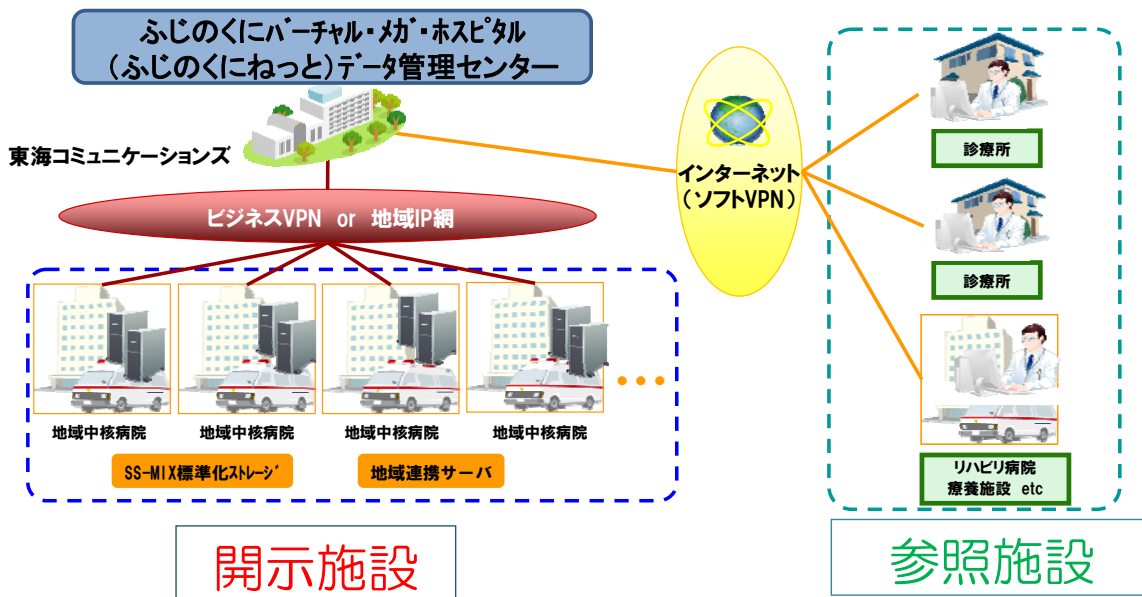 ふじのくにバーチャル・メガ・ホスピタル
(ふじのくにねっと)データ管理センター
東海コミュニケーションズ
インターネット
(ソフトVPN)
ビジネスVPN or 地域IP網
診療所
診療所
地域中核病院
地域中核病院
地域中核病院
地域中核病院
•••
SS-MIX標準化ストレージ
地域連携サーバ
リハビリ病院
療養施設 etc
開示施設
参照施設